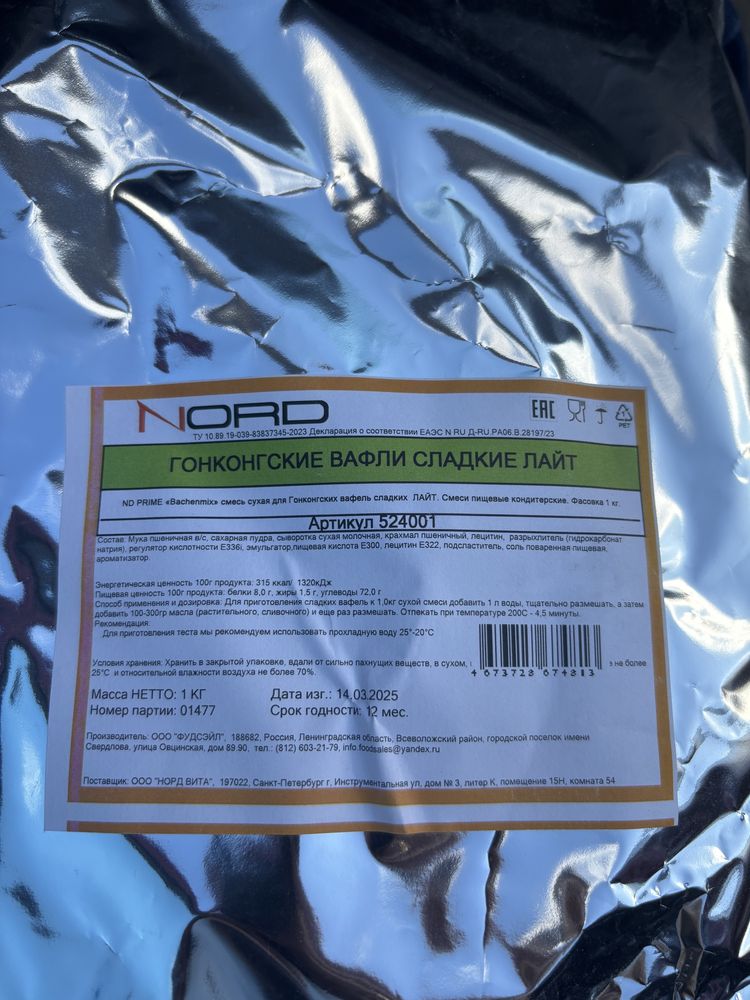 NORD
EAC
PET
ТУ 10.89.19-039-83837345-2023 Декларация о соответствии ЕАЭС N RU Д-RU.РА06.В.28197/23
ГОНКОНГСКИЕ ВАФЛИ СЛАДКИЕ ЛАЙТ
ND PRIME «Bachenmix» смесь сухая для Гонконгских вафель сладких ЛАЙТ. Смеси пищевые кондитерские. Фасовка 1 кг.
Артикул 524001
Состав: Мука пшеничная в/с, сахарная пудра, сыворотка сухая молочная, крахмал пшеничный, лецитин, разрыхлитель (гидрокарбонат
натрия), регулятор кислотности Е336i, эмульгатор,пищевая кислота Е300, лецитин Е322, подсластитель, соль поваренная пищевая,
ароматизатор.
Энергетическая ценность 100г продукта: 315 ккал/ 1320кДж
Пищевая ценность 100г продукта: белки 8,0 г, жиры 1,5 г, углеводы 72,0 г
Способ применения и дозировка: Для приготовления сладких вафель к 1,0кг сухой смеси добавить 1 л воды, тщательно размешать, а затем
добавить 100-300гр масла (растительного, сливочного) и еще раз размешать. Отпекать при температуре 200С - 4,5 минуты.
Рекомендация:
Для приготовления теста мы рекомендуем использовать прохладную воду 25°-20°С
Условия хранения: Хранить в закрытой упаковке, вдали от сильно пахнущих веществ, в сухом, не более
25°С и относительной влажности воздуха не более 70%.
4 673728 674813
Масса НЕТТО: 1 КГ Дата изг.: 14.03.2025
Номер партии: 01477 Срок годности: 12 мес.
Производитель: ООО "ФУДСЭЙЛ", 188682, Россия, Ленинградская область, Всеволожский район, городской поселок имени
Свердлова, улица Овцинская, дом 89.90, тел.: (812) 603-21-79, info.foodsales@yandex.ru
Поставщик: ООО "НОРД ВИТА", 197022, Санкт-Петербург г, Инструментальная ул, дом № 3, литер К, помещение 15Н, комната 54